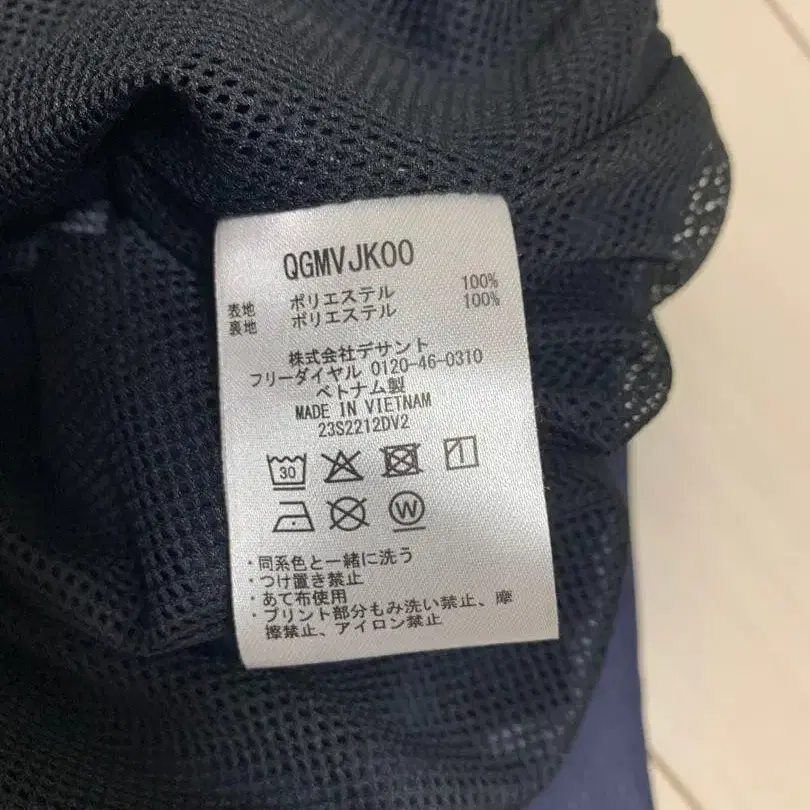 QGMVJK00
表地 ポリエステル 100%
裏地 ポリエステル 100%
株式会社デサント
フリーダイヤル 0120-46-0310
ベトナム製
MADE IN VIETNAM
23S2212DV2
30
W
・同系色と一緒に洗う
・つけ置き禁止
・あて布使用
・プリント部分もみ洗い禁止、摩
擦禁止、アイロン禁止